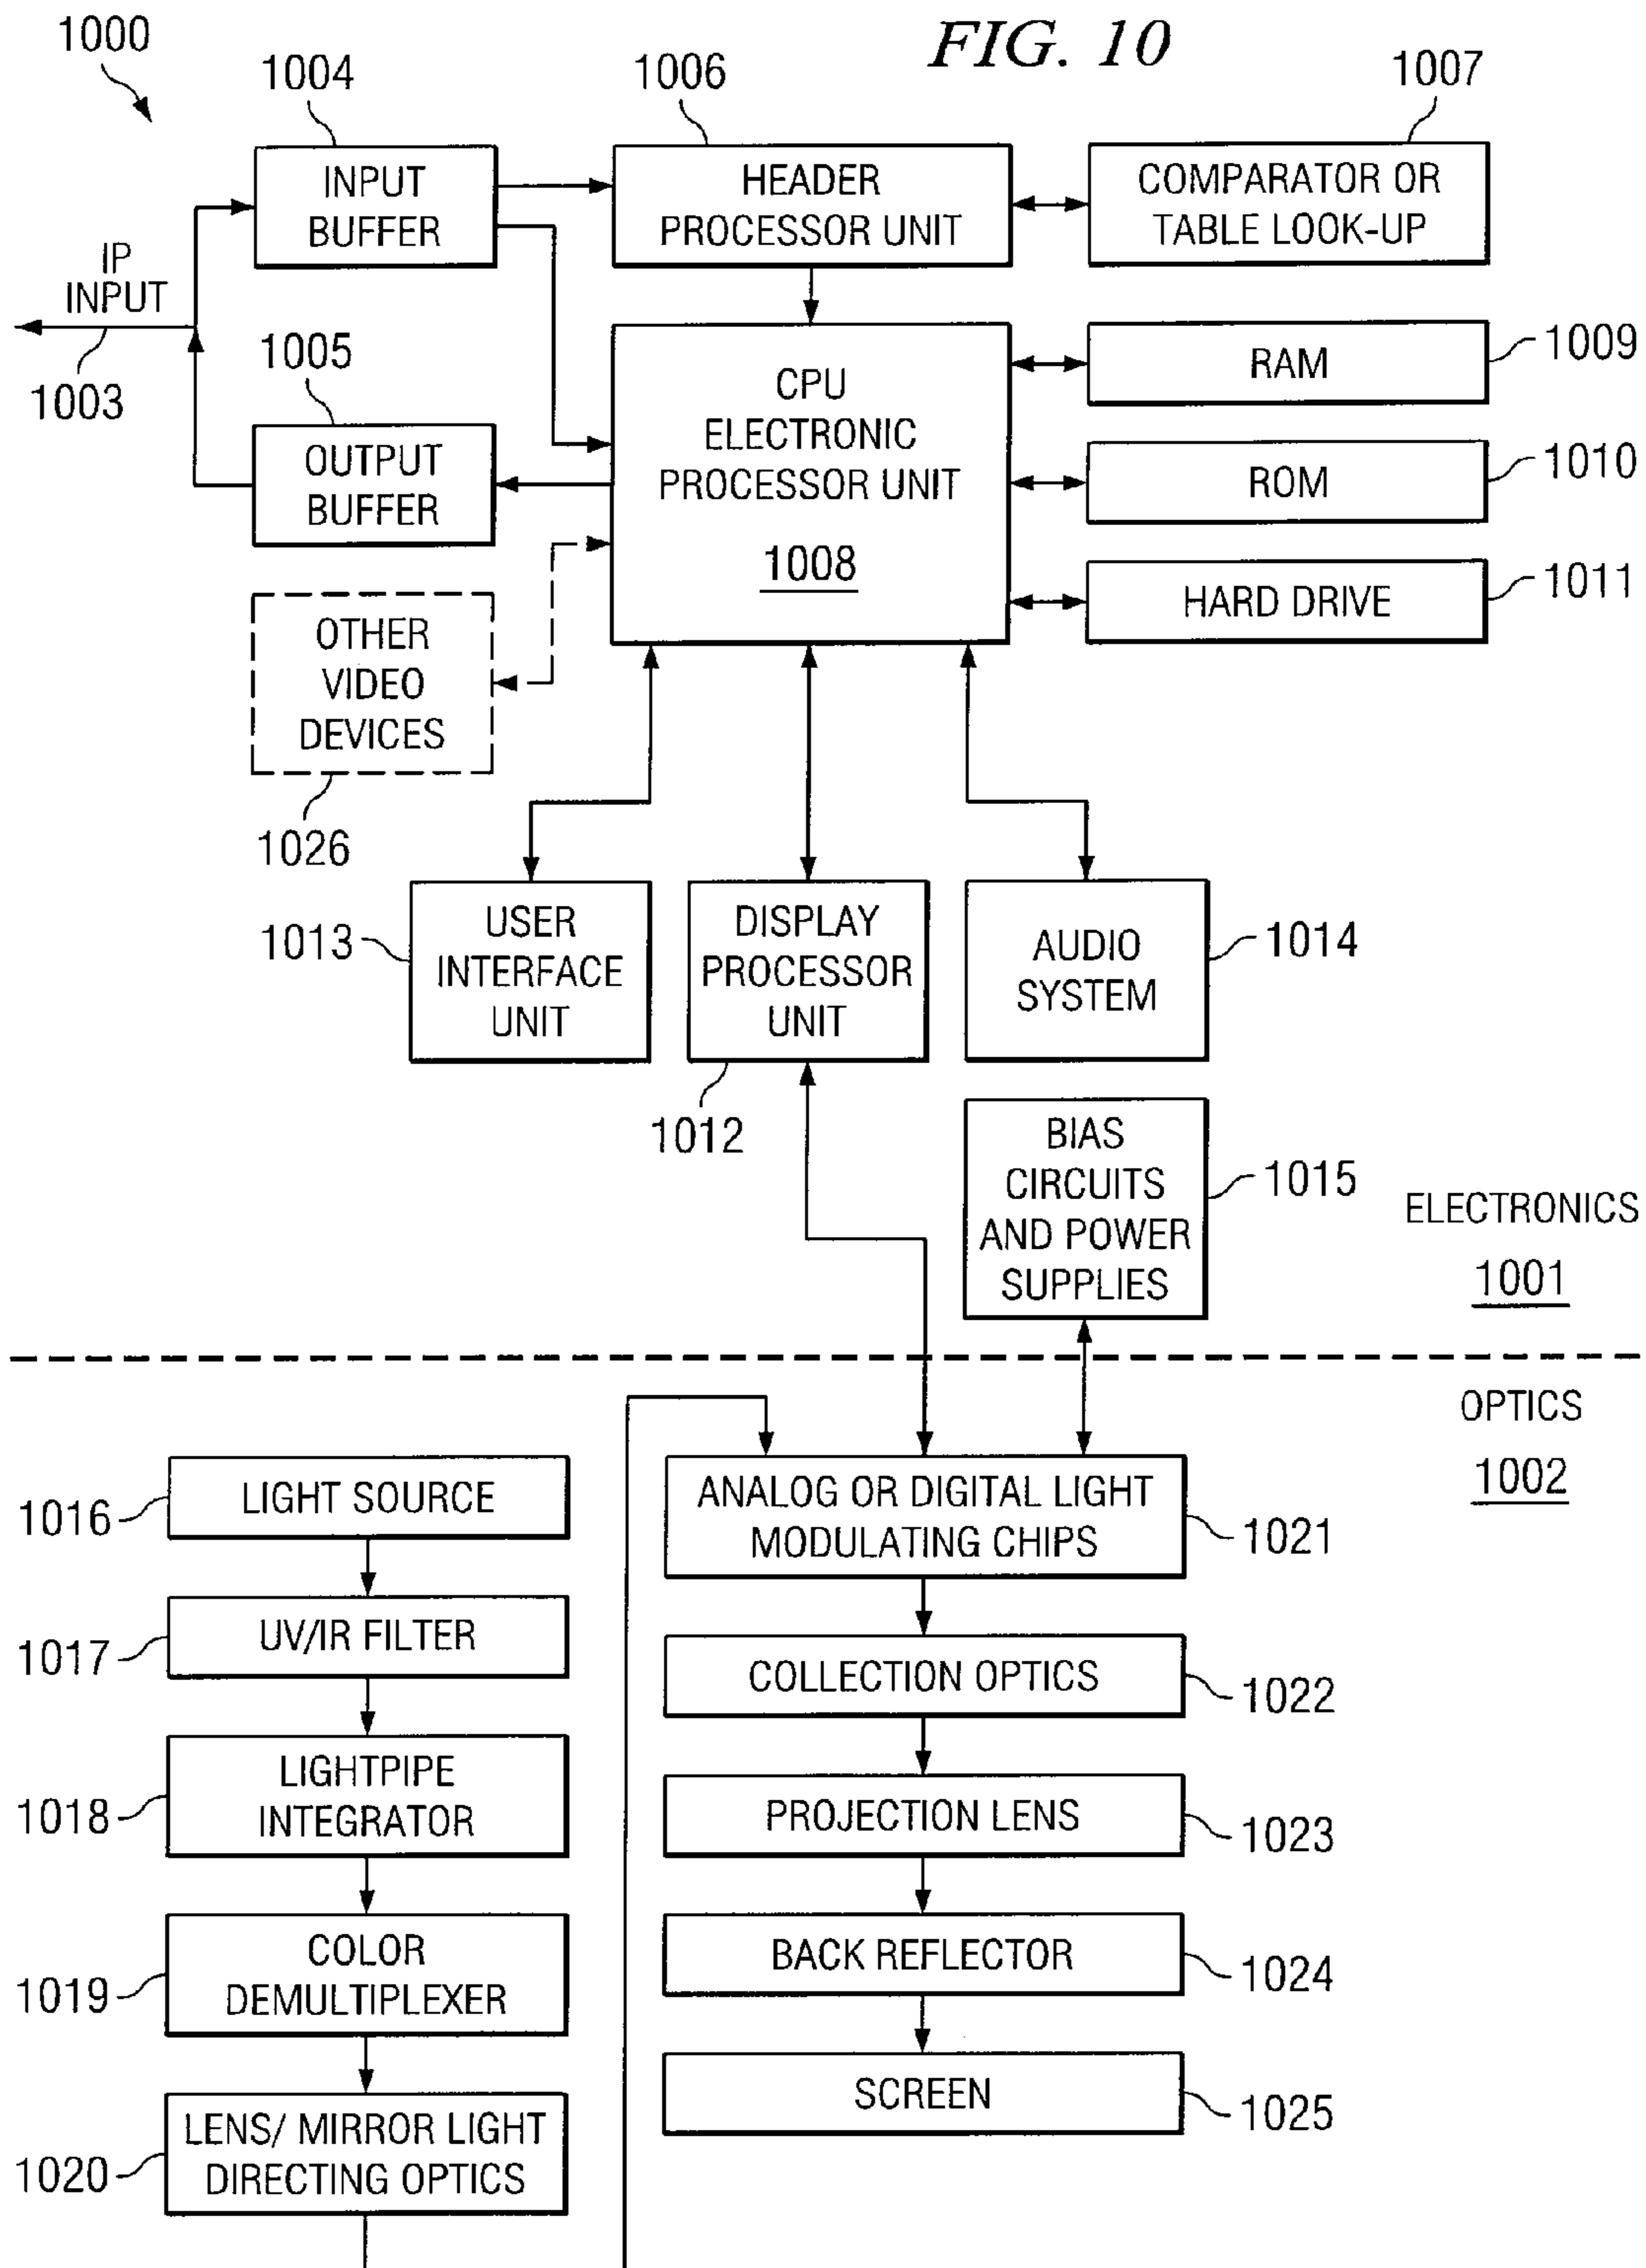 FIG. 10
1000
1004
1006
1007
INPUT
BUFFER
HEADER
PROCESSOR UNIT
COMPARATOR OR
TABLE LOOK-UP
IP
INPUT
1003
1005
OUTPUT
BUFFER
CPU
ELECTRONIC
PROCESSOR UNIT
1008
RAM
1009
ROM
1010
HARD DRIVE
1011
OTHER
VIDEO
DEVICES
1026
1013
USER
INTERFACE
UNIT
DISPLAY
PROCESSOR
UNIT
1012
AUDIO
SYSTEM
1014
BIAS
CIRCUITS
AND POWER
SUPPLIES
1015
ELECTRONICS
1001
OPTICS
1002
1016
LIGHT SOURCE
1017
UV/IR FILTER
1018
LIGHTPIPE
INTEGRATOR
1019
COLOR
DEMULTIPLEXER
1020
LENS/ MIRROR LIGHT
DIRECTING OPTICS
ANALOG OR DIGITAL LIGHT
MODULATING CHIPS
1021
COLLECTION OPTICS
1022
PROJECTION LENS
1023
BACK REFLECTOR
1024
SCREEN
1025